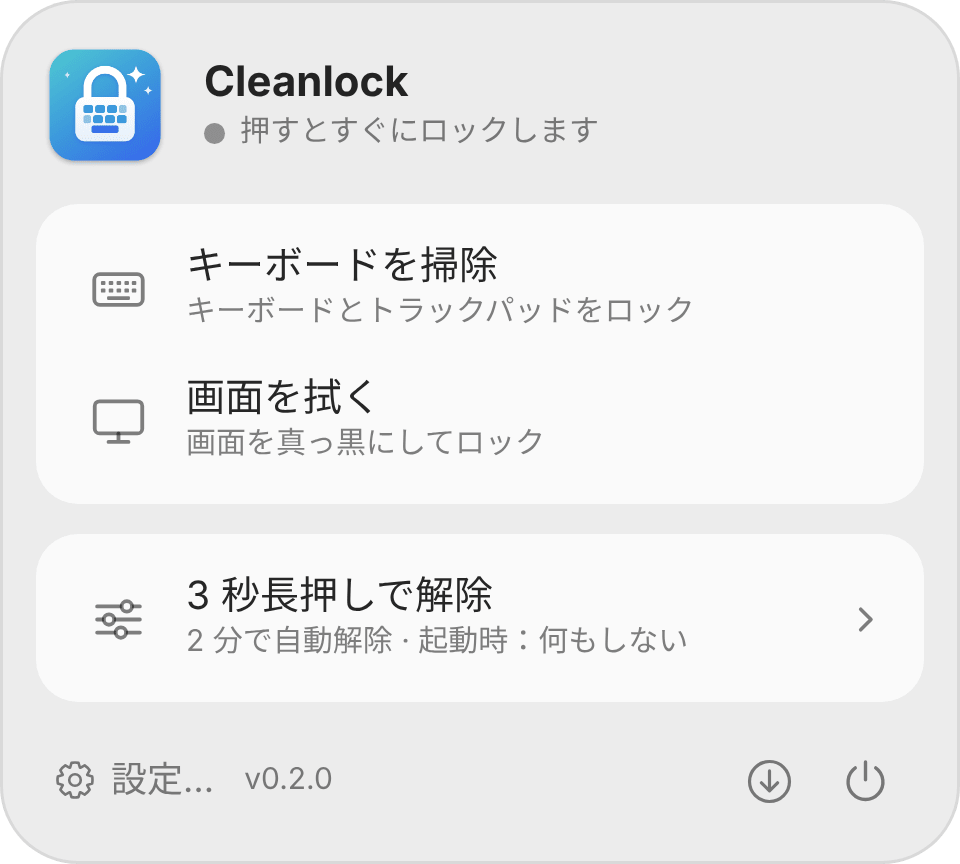 Cleanlock
押すとすぐにロックします
キーボードを掃除
キーボードとトラックパッドをロック
画面を拭く
画面を真っ黒にしてロック
3 秒長押しで解除
2 分で自動解除 · 起動時：何もしない
設定... v0.2.0